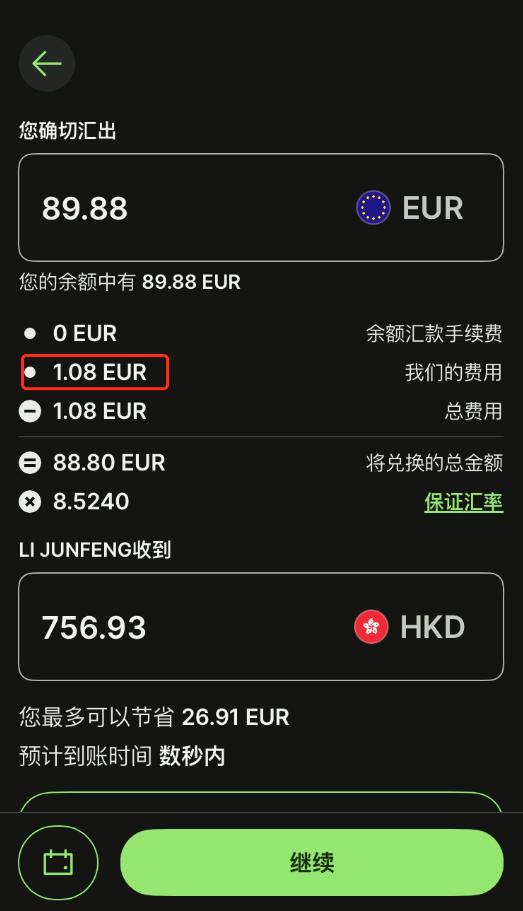 您确切汇出
89.88 EUR
您的余额中有 89.88 EUR
0 EUR 余额汇款手续费
1.08 EUR 我们的费用
1.08 EUR 总费用
88.80 EUR 将兑换的总金额
8.5240 保证汇率
LI JUNFENG收到
756.93 HKD
您最多可以节省 26.91 EUR
预计到账时间 数秒内
继续